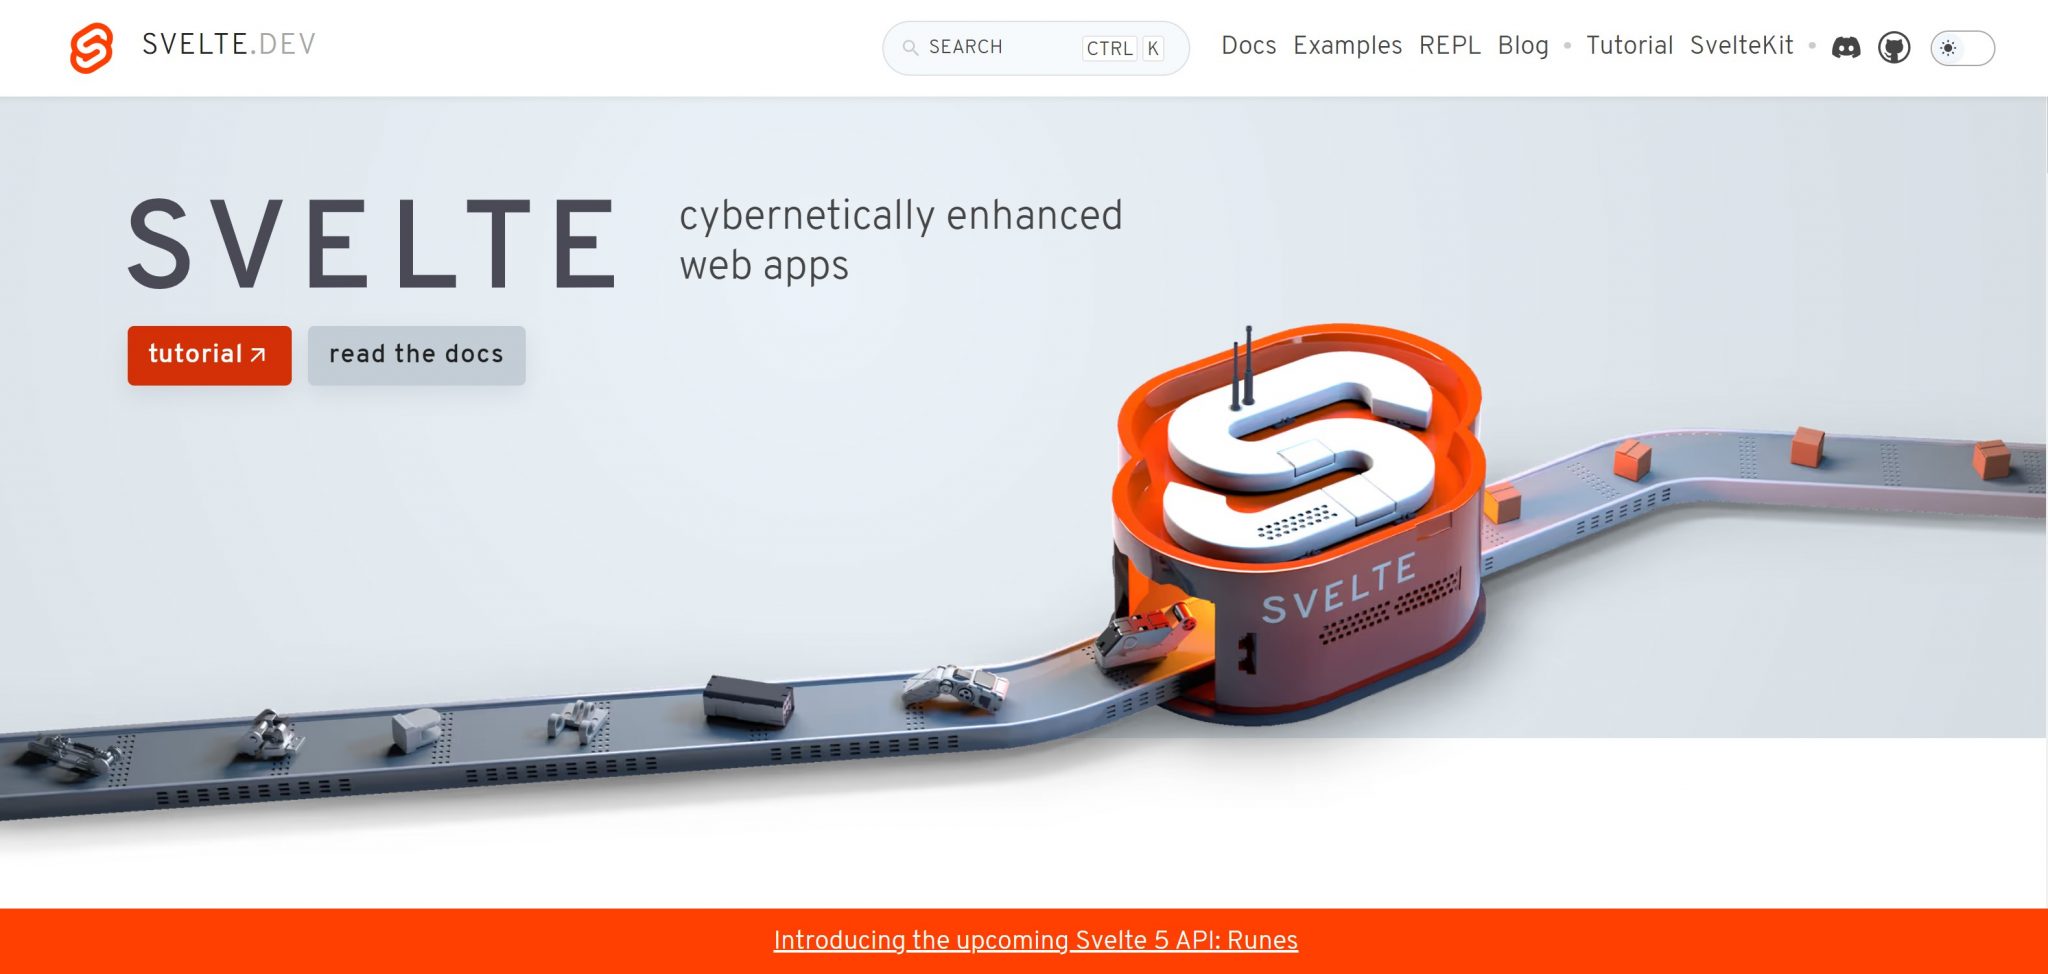 SVELTE.DEV
SEARCH CTRL K
Docs Examples REPL Blog • Tutorial SvelteKit •
SVELTE
cybernetically enhanced
web apps
tutorial ↗
read the docs
SVELTE
Introducing the upcoming Svelte 5 API: Runes